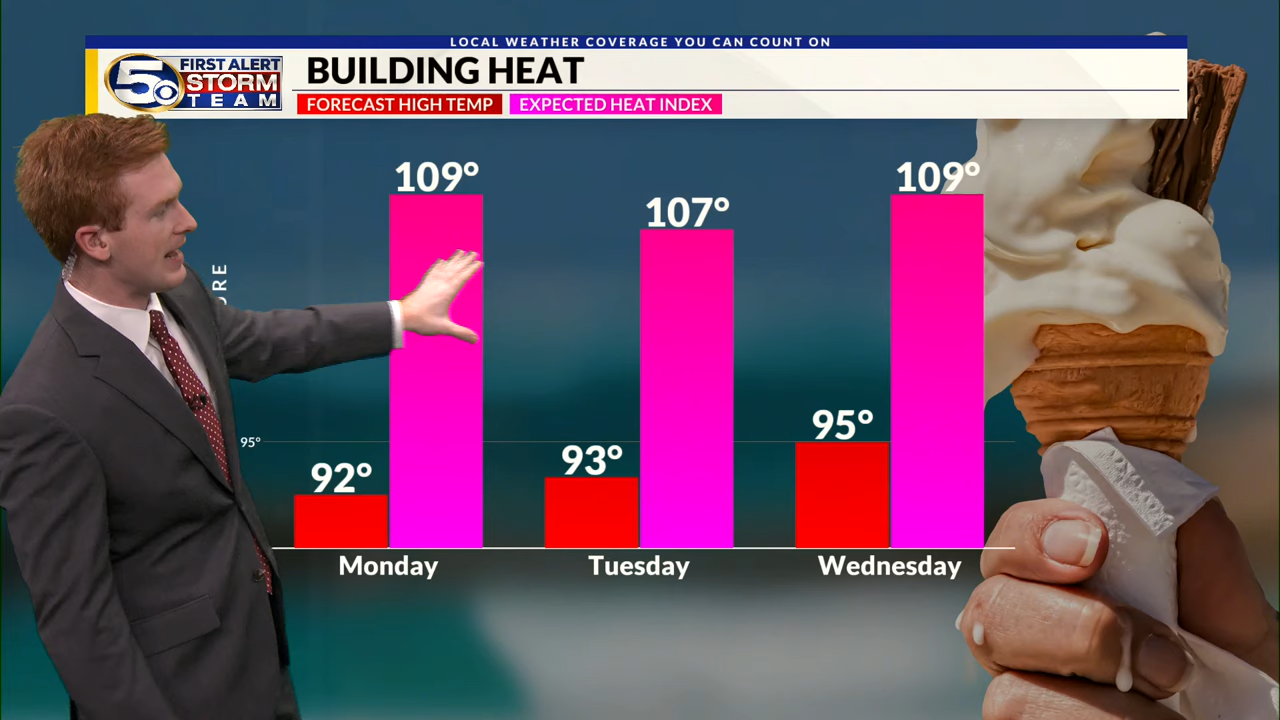 LOCAL WEATHER COVERAGE YOU CAN COUNT ON
5
FIRST ALERT
STORM
TEAM
BUILDING HEAT
FORECAST HIGH TEMP
EXPECTED HEAT INDEX
109°
107°
109°
95°
92°
93°
95°
Monday
Tuesday
Wednesday